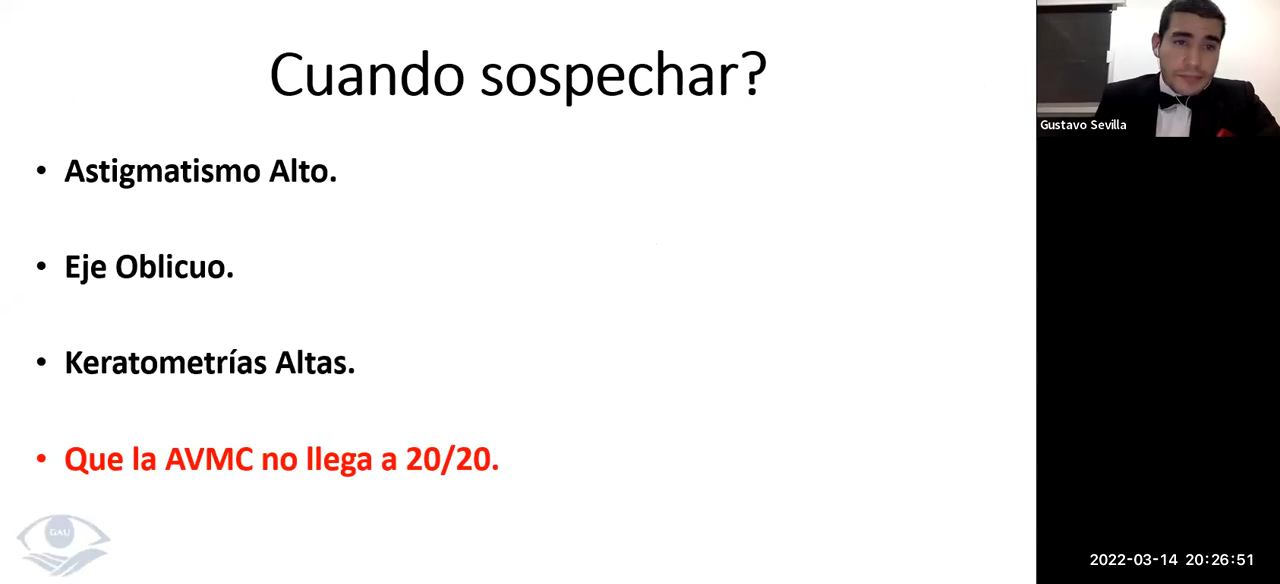 Cuando sospechar?
• Astigmatismo Alto.
• Eje Oblicuo.
• Keratometrías Altas.
• Que la AVMC no llega a 20/20.
GAU
Gustavo Sevilla
2022-03-14 20:26:51